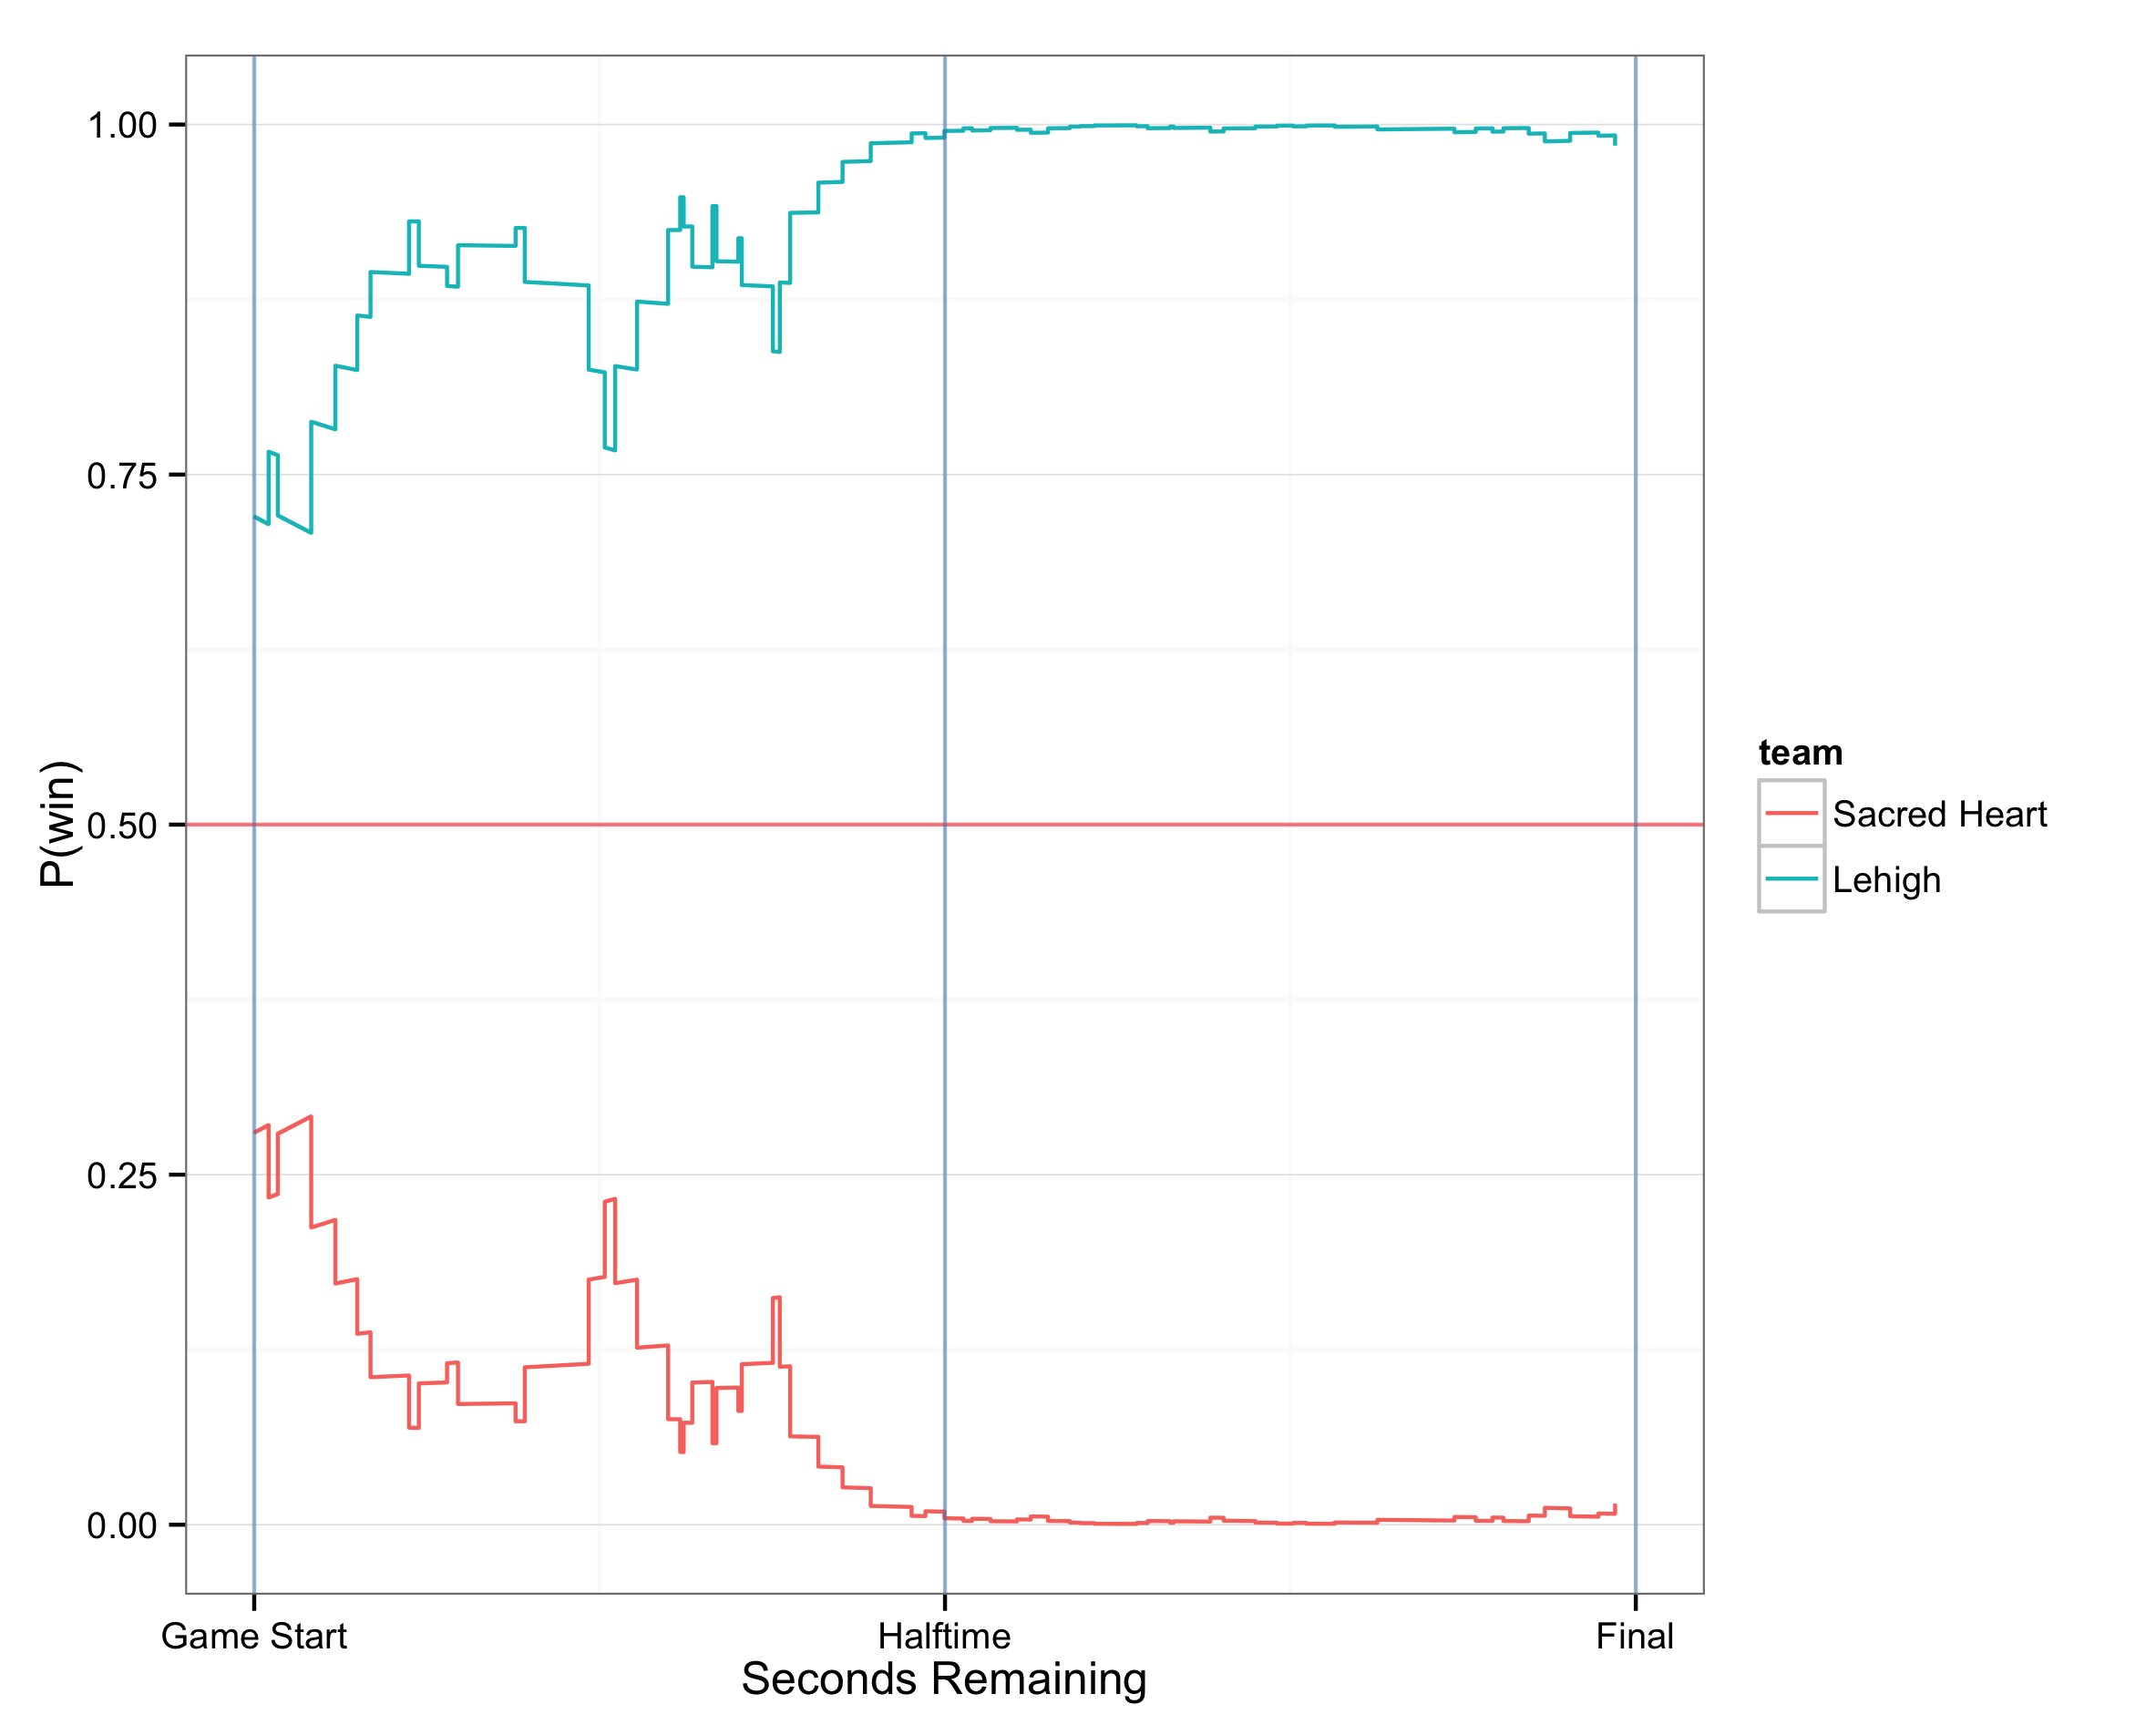 1.00
0.75
0.50
0.25
0.00
P(win)
Game Start
Halftime
Final
Seconds Remaining
team
Sacred Heart
Lehigh